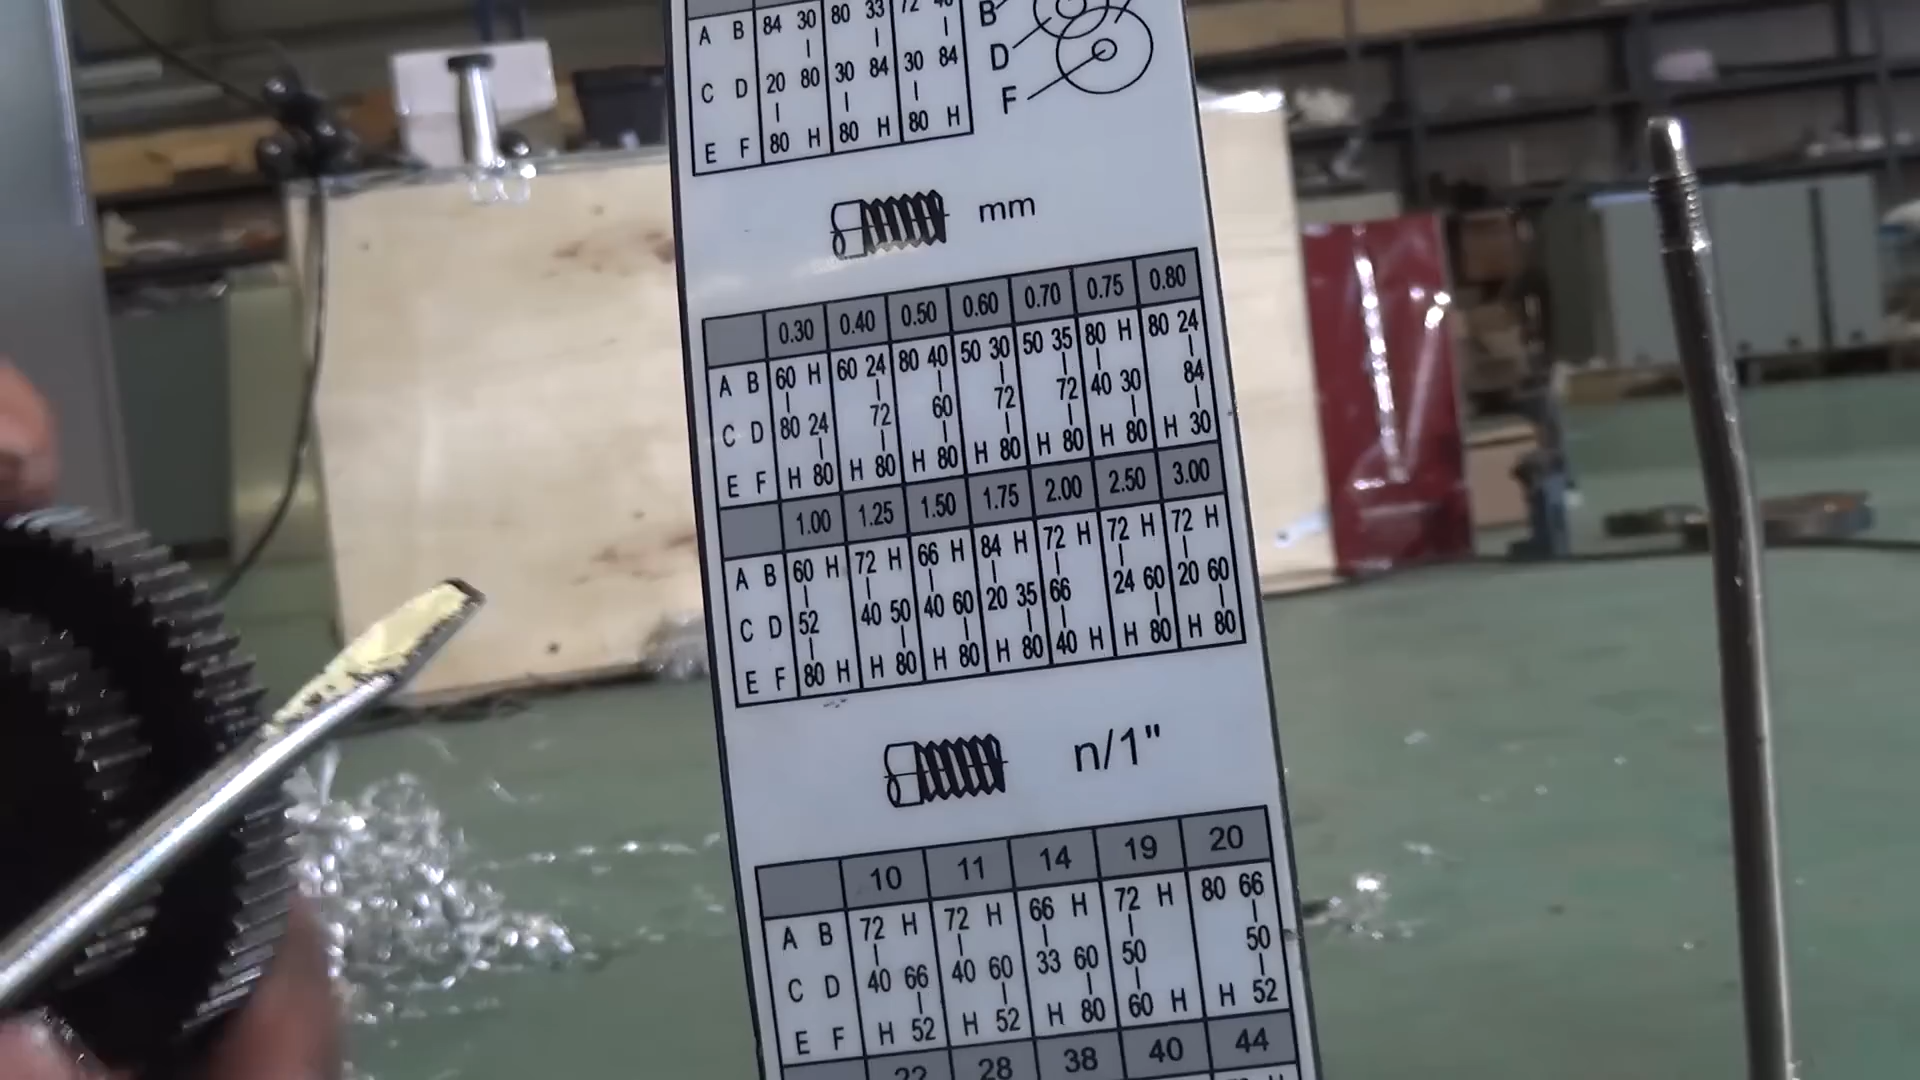 A B 84 30 80 33 72
C D 20 80 30 84 30 84
E F 80 H 80 H 80 H
B
D
F
mm
0.30 0.40 0.50 0.60 0.70 0.75 0.80
A B 60 H 60 24 80 40 50 30 50 35 80 H 80 24
C D 80 24 72 60 72 72 40 30 84
E F H 80 H 80 H 80 H 80 H 80 H 80 H 30
1.00 1.25 1.50 1.75 2.00 2.50 3.00
A B 60 H 72 H 66 H 84 H 72 H 72 H 72 H
C D 52 40 50 40 60 20 35 66 24 60 20 60
E F 80 H H 80 H 80 H 80 40 H H 80 H 80
n/1"
10 11 14 19 20
A B 72 H 72 H 66 H 72 H 80 66
C D 40 66 40 60 33 60 50 50
E F H 52 H 52 H 80 60 H H 52
22 28 38 40 44